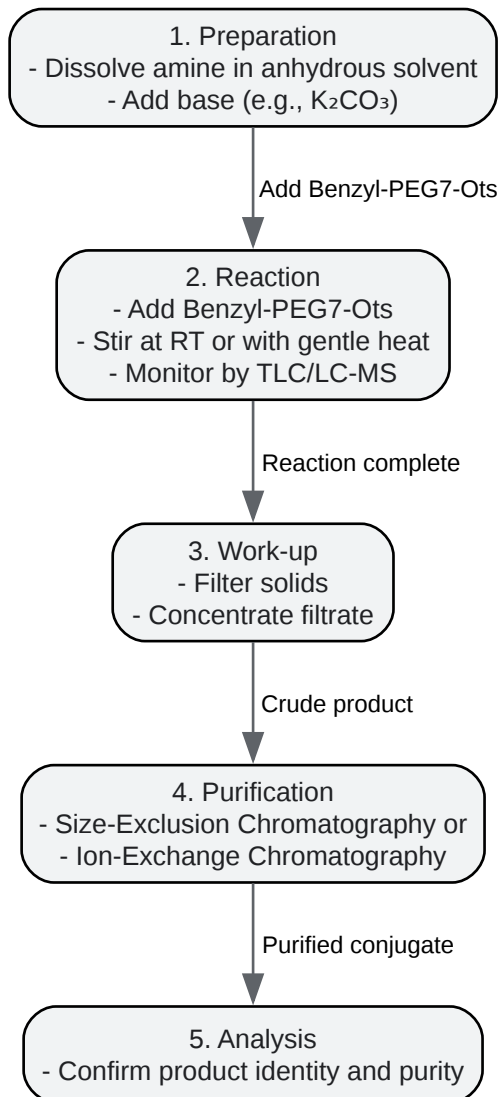 1. Preparation
- Dissolve amine in anhydrous solvent
- Add base (e.g., K₂CO₃)
Add Benzyl-PEG7-Ots
2. Reaction
- Add Benzyl-PEG7-Ots
- Stir at RT or with gentle heat
- Monitor by TLC/LC-MS
Reaction complete
3. Work-up
- Filter solids
- Concentrate filtrate
Crude product
4. Purification
- Size-Exclusion Chromatography or
- Ion-Exchange Chromatography
Purified conjugate
5. Analysis
- Confirm product identity and purity